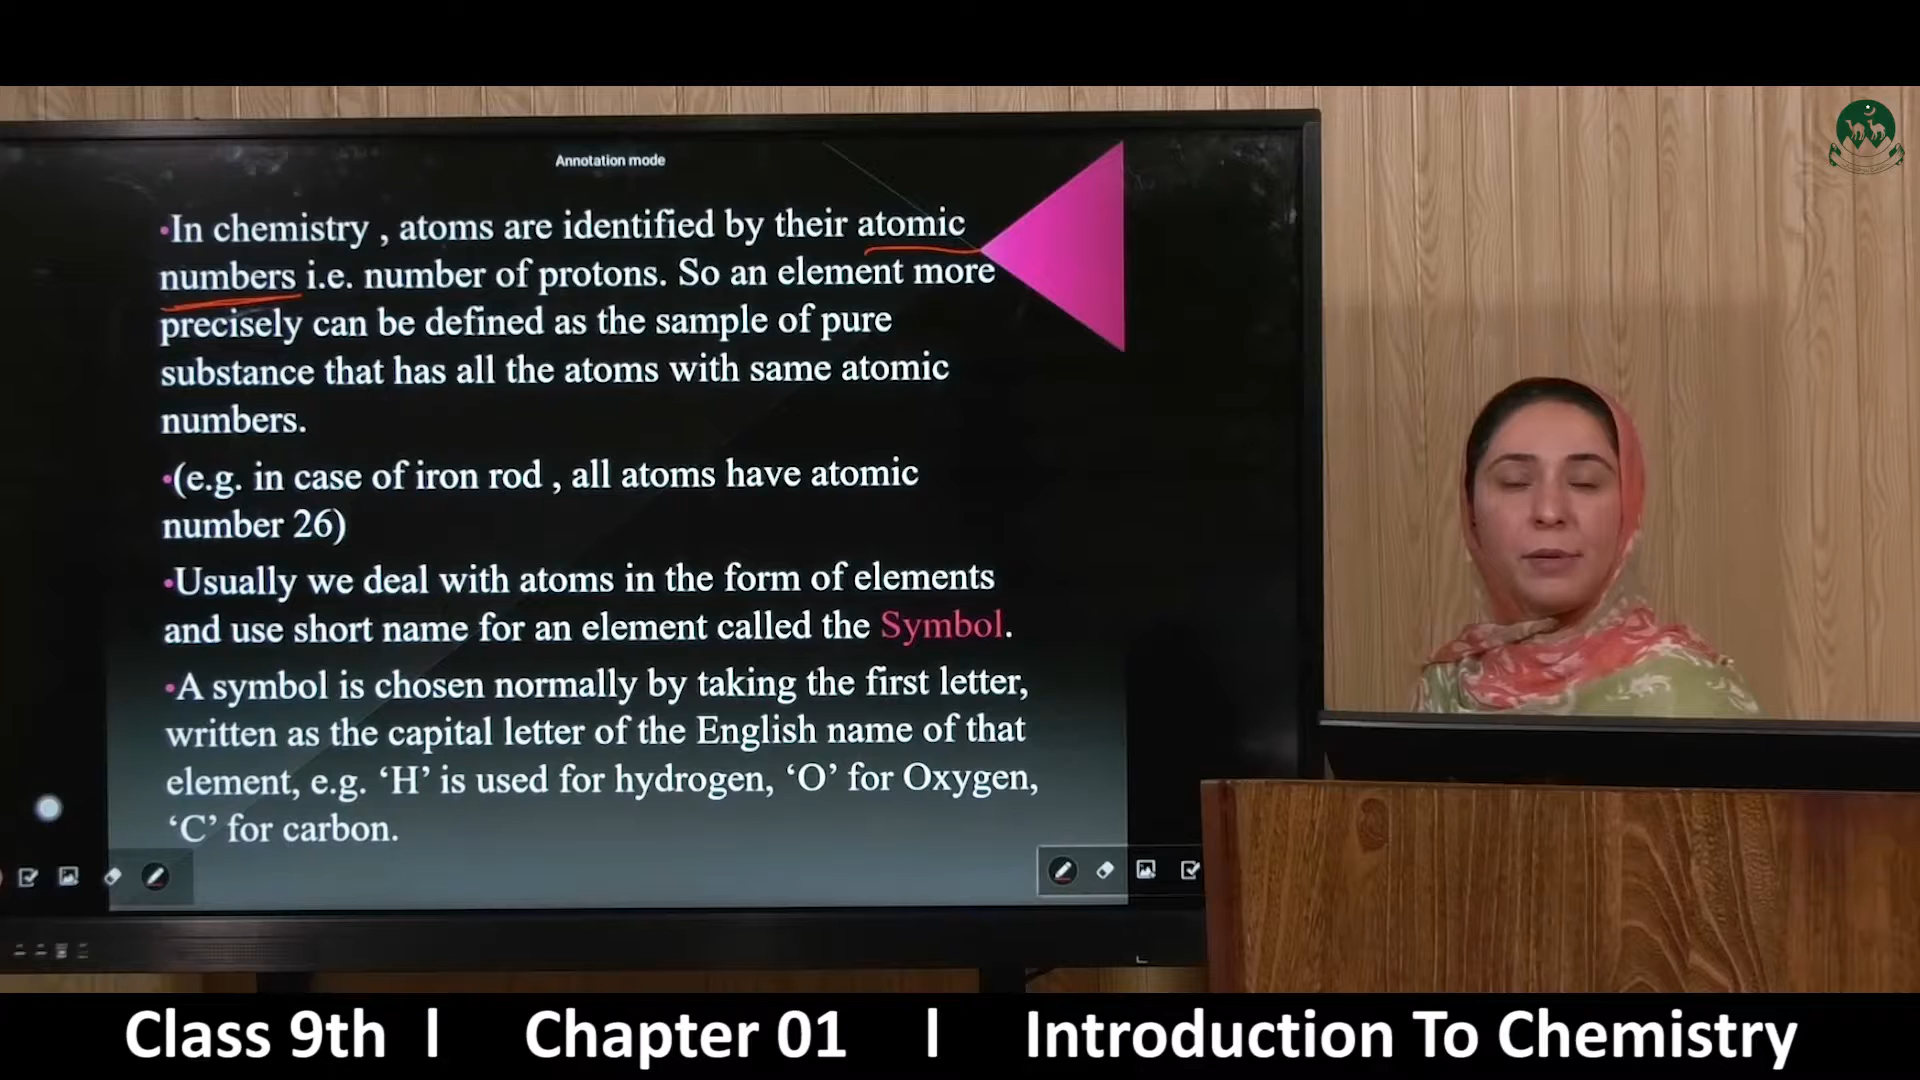 Annotation mode
•In chemistry , atoms are identified by their atomic
numbers i.e. number of protons. So an element more
precisely can be defined as the sample of pure
substance that has all the atoms with same atomic
numbers.
•(e.g. in case of iron rod , all atoms have atomic
number 26)
•Usually we deal with atoms in the form of elements
and use short name for an element called the Symbol.
•A symbol is chosen normally by taking the first letter,
written as the capital letter of the English name of that
element, e.g. ‘H’ is used for hydrogen, ‘O’ for Oxygen,
‘C’ for carbon.
Class 9th l Chapter 01 l Introduction To Chemistry